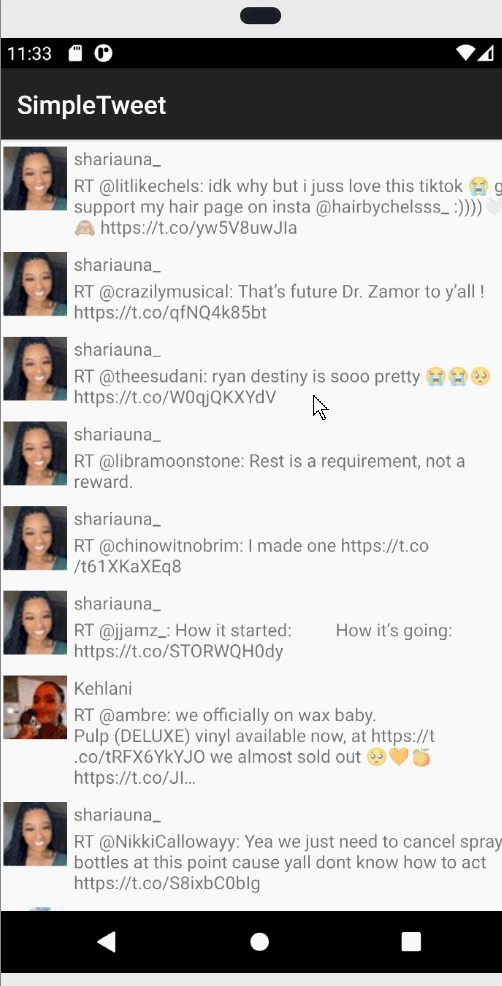 11:33
SimpleTweet
shariauna_
RT @litlikechels: idk why but i juss love this tiktok 😭 g
support my hair page on insta @hairbychelsss_ :))))🤍
🙈 https://t.co/yw5V8uwJla
shariauna_
RT @crazilymusical: That’s future Dr. Zamor to y’all !
https://t.co/qfNQ4k85bt
shariauna_
RT @theesudani: ryan destiny is sooo pretty 😭😭🥺
https://t.co/W0qjQKXYdV
shariauna_
RT @libramoonstone: Rest is a requirement, not a
reward.
shariauna_
RT @chinowitnobrim: I made one https://t.co
/t61XKaXEq8
shariauna_
RT @jjamz_: How it started:          How it’s going:
https://t.co/STORWQH0dy
Kehlani
RT @ambre: we officially on wax baby.
Pulp (DELUXE) vinyl available now, at https://t
.co/tRFX6YkYJO we almost sold out 🥺🧡🍊
https://t.co/JI…
shariauna_
RT @NikkiCallowayy: Yea we just need to cancel spray
bottles at this point cause yall dont know how to act
https://t.co/S8ixbC0bIg